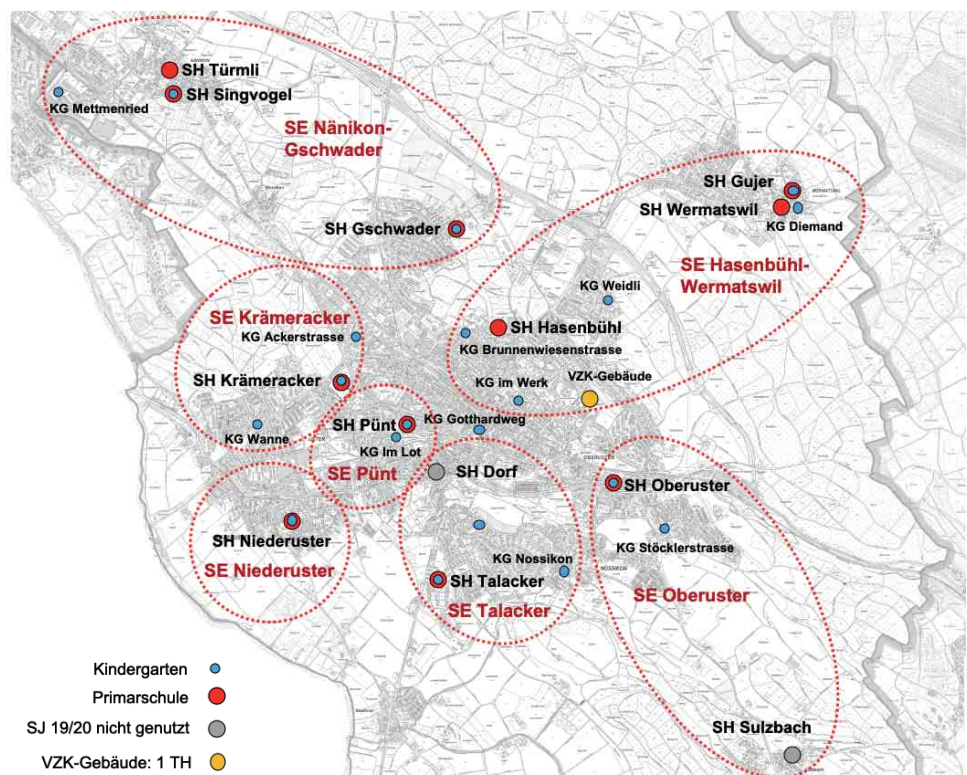 SH Türmli
SH Singvogel
KG Mettmenried
SE Nänikon-
Gschwader
SH Gschwader
SH Gujer
SH Wermatswil
KG Diemand
SE Hasenbühl-
Wermatswil
KG Weidli
SE Krämeracker
KG Ackerstrasse
SH Hasenbühl
KG Brunnenwiesenstrasse
SH Krämeracker
KG im Werk
VZK-Gebäude
KG Wanne
SH Pünt
KG Gotthardweg
KG Im Lot
SE Pünt
SH Dorf
OBERUSTER
SH Oberuster
SH Niederuster
SE Niederuster
KG Nossikon
KG Stöcklerstrasse
NOSSIKON
SH Talacker
SE Talacker
SE Oberuster
Kindergarten
Primarschule
SJ 19/20 nicht genutzt
VZK-Gebäude: 1 TH
SH Sulzbach